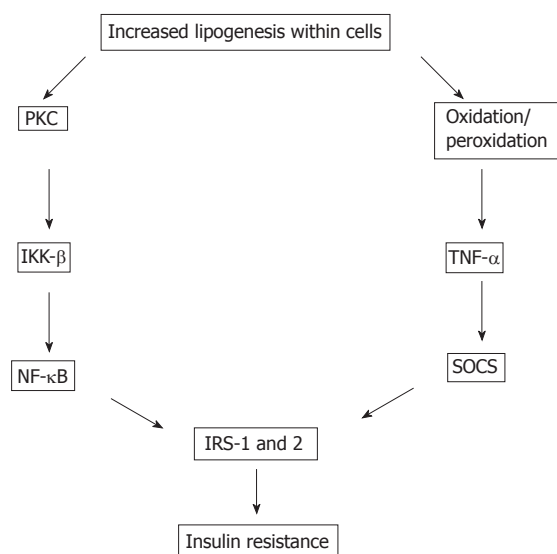 Increased lipogenesis within cells
PKC
Oxidation/
peroxidation
IKK-β
TNF-α
NF-κB
SOCS
IRS-1 and 2
Insulin resistance